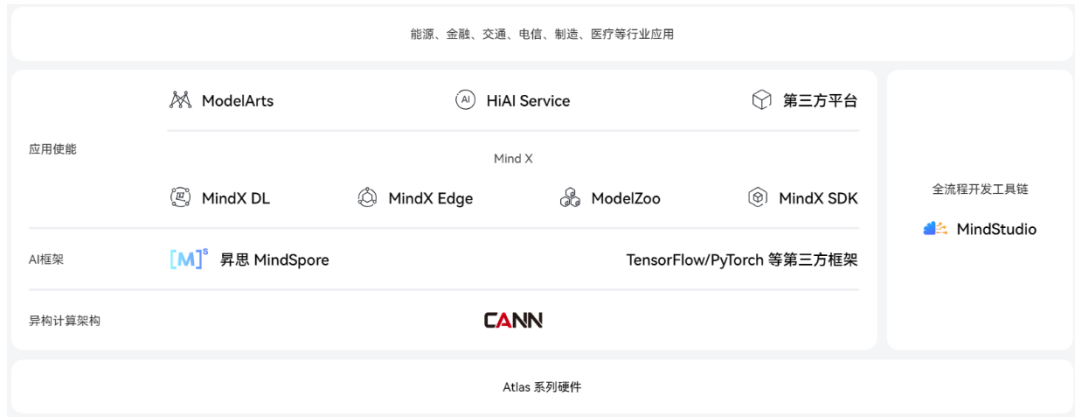 能源、金融、交通、电信、制造、医疗等行业应用
应用使能
ModelArts
AI
HiAI Service
第三方平台
Mind X
MindX DL
MindX Edge
ModelZoo
MindX SDK
AI框架
[M]s 昇思 MindSpore
TensorFlow/PyTorch 等第三方框架
异构计算架构
CANN
全流程开发工具链
MindStudio
Atlas 系列硬件